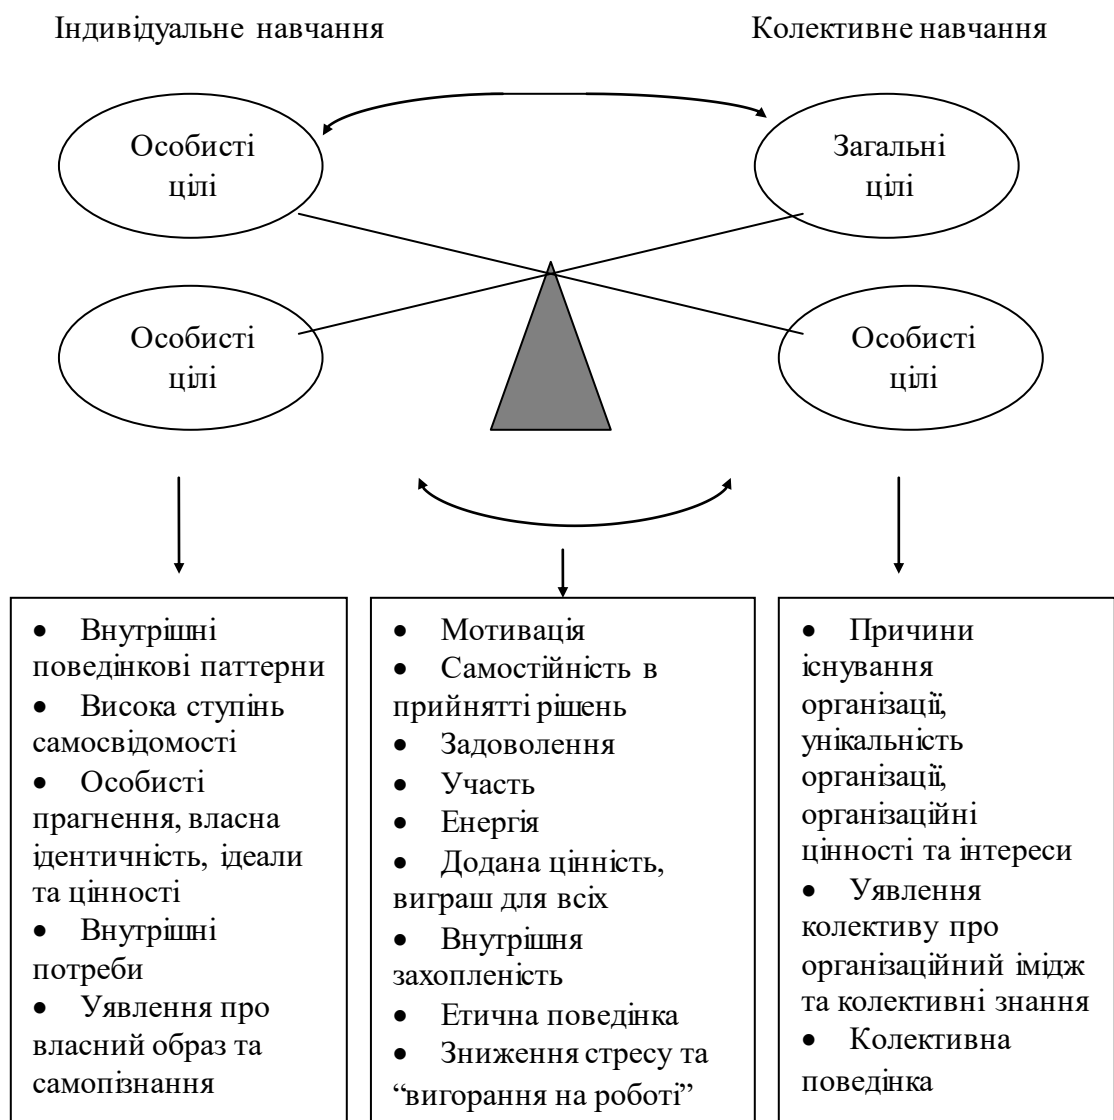 Індивідуальне навчання
Колективне навчання
Особисті
цілі
Загальні
цілі
Особисті
цілі
Особисті
цілі
• Внутрішні
поведінкові паттерни
• Висока ступінь
самосвідомості
• Особисті
прагнення, власна
ідентичність, ідеали
та цінності
• Внутрішні
потреби
• Уявлення про
власний образ та
самопізнання
• Мотивація
• Самостійність в
прийнятті рішень
• Задоволення
• Участь
• Енергія
• Додана цінність,
виграш для всіх
• Внутрішня
захопленість
• Етична поведінка
• Зниження стресу та
“вигорання на роботі”
• Причини
існування
організації,
унікальність
організації,
організаційні
цінності та інтереси
• Уявлення
колективу про
організаційний імідж
та колективні знання
• Колективна
поведінка